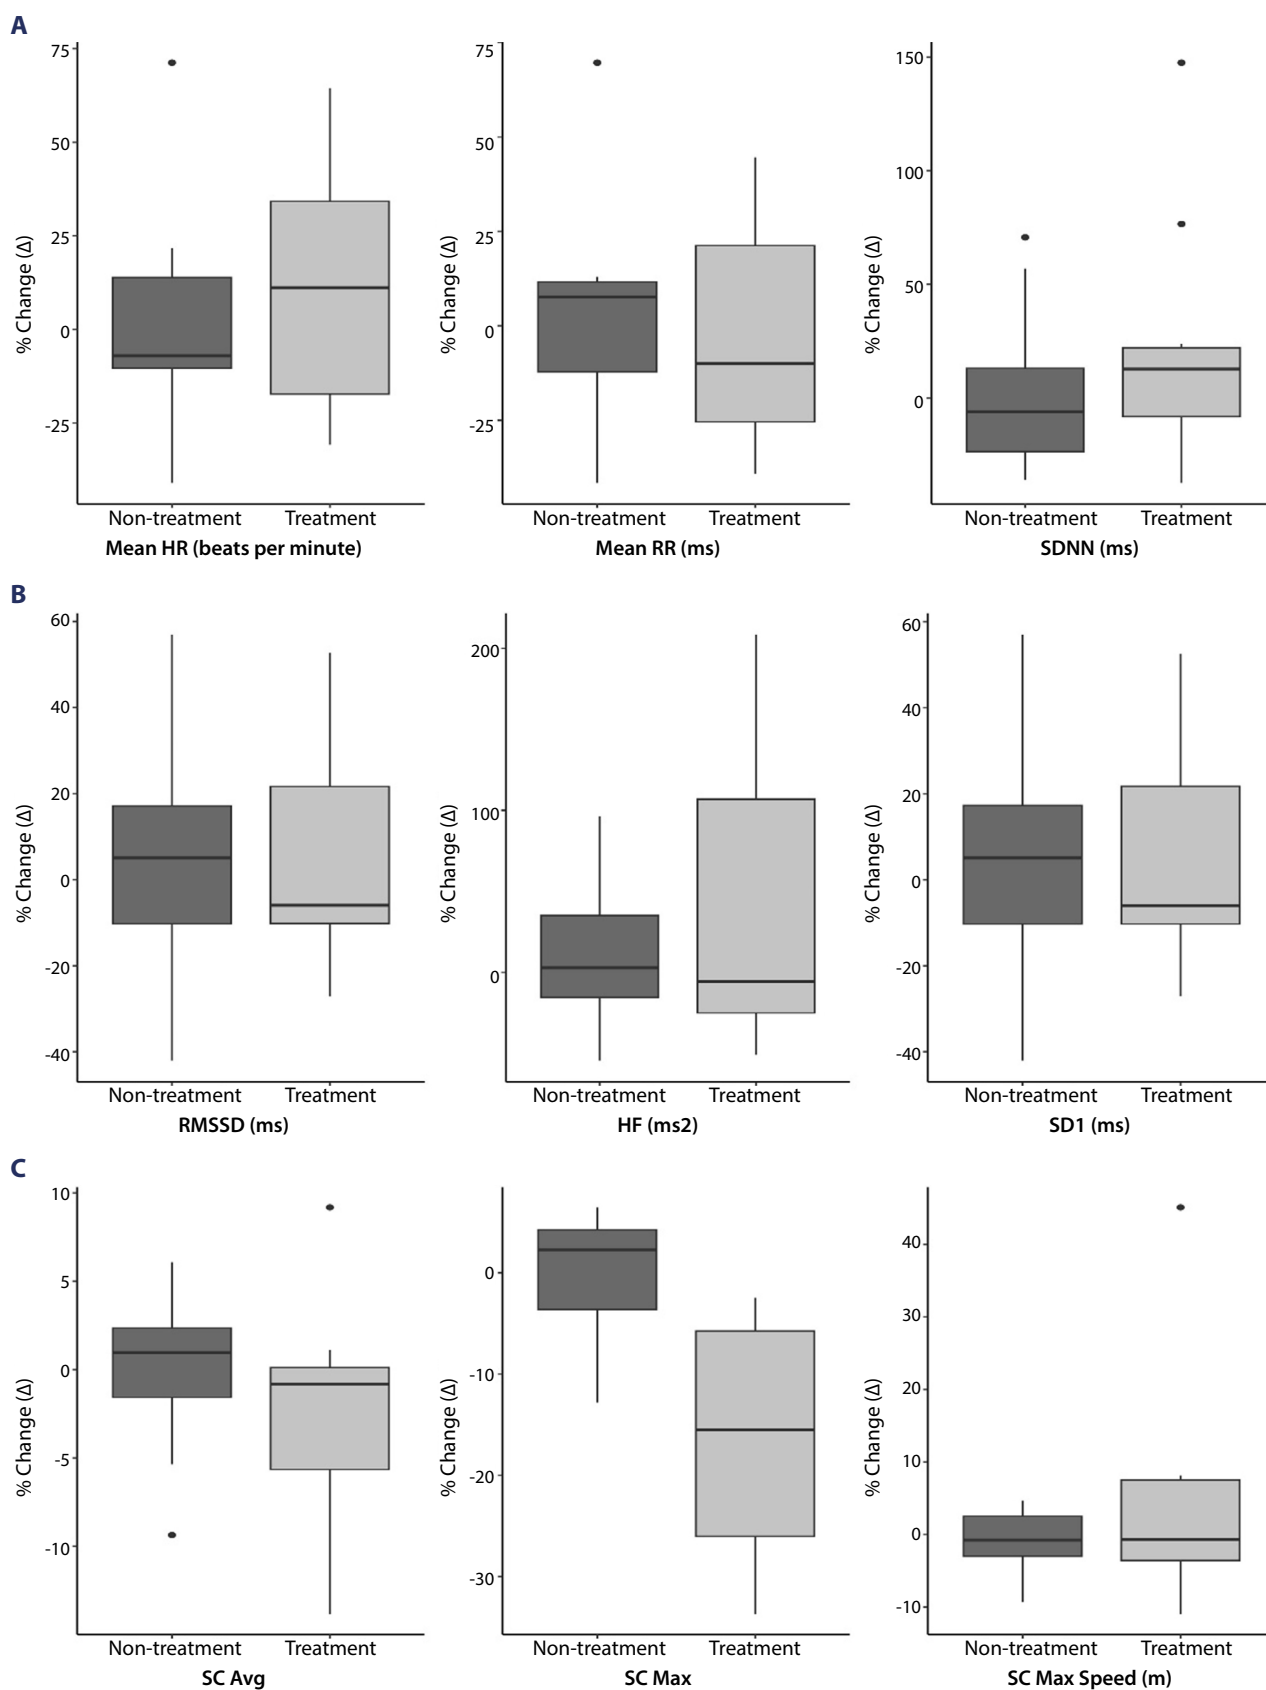 A
75
50
25
0
-25
% Change (Δ)
Non-treatment
Treatment
Mean HR (beats per minute)
75
50
25
0
-25
% Change (Δ)
Non-treatment
Treatment
Mean RR (ms)
150
100
50
0
% Change (Δ)
Non-treatment
Treatment
SDNN (ms)
B
60
40
20
0
-20
-40
% Change (Δ)
Non-treatment
Treatment
RMSSD (ms)
200
100
0
% Change (Δ)
Non-treatment
Treatment
HF (ms2)
60
40
20
0
-20
-40
% Change (Δ)
Non-treatment
Treatment
SD1 (ms)
C
10
5
0
-5
-10
% Change (Δ)
Non-treatment
Treatment
SC Avg
0
-10
-20
-30
% Change (Δ)
Non-treatment
Treatment
SC Max
40
30
20
10
0
-10
% Change (Δ)
Non-treatment
Treatment
SC Max Speed (m)